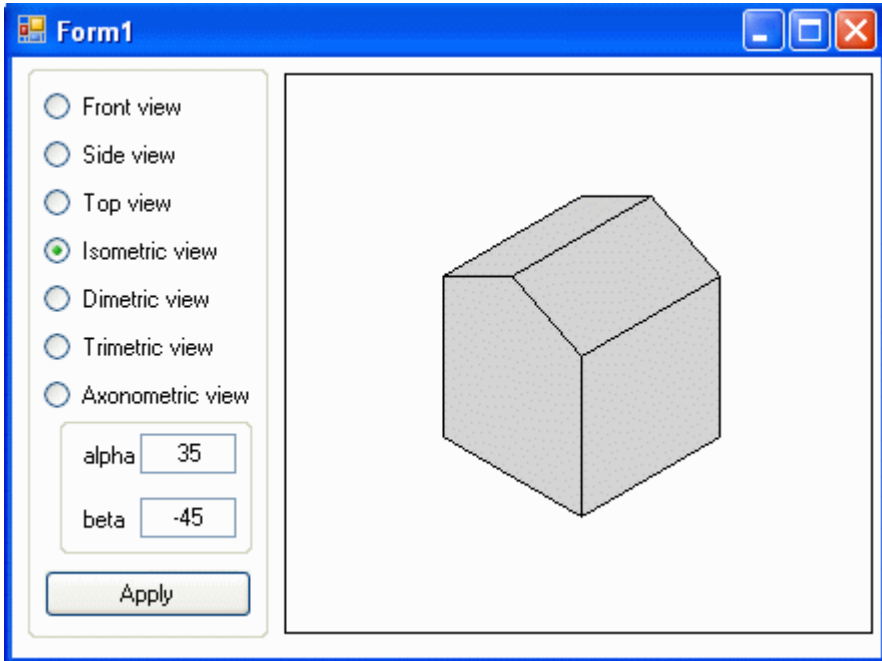 Form1
Front view
Side view
Top view
Isometric view
Dimetric view
Trimetric view
Axonometric view
alpha 35
beta -45
Apply